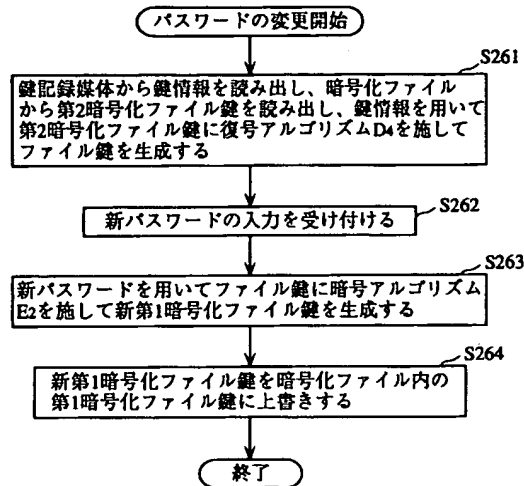 パスワードの変更開始
S261
鍵記録媒体から鍵情報を読み出し、暗号化ファイル
から第2暗号化ファイル鍵を読み出し、鍵情報を用いて
第2暗号化ファイル鍵に復号アルゴリズムD4を施して
ファイル鍵を生成する
S262
新パスワードの入力を受け付ける
S263
新パスワードを用いてファイル鍵に暗号アルゴリズム
E2を施して新第1暗号化ファイル鍵を生成する
S264
新第1暗号化ファイル鍵を暗号化ファイル内の
第1暗号化ファイル鍵に上書きする
終了